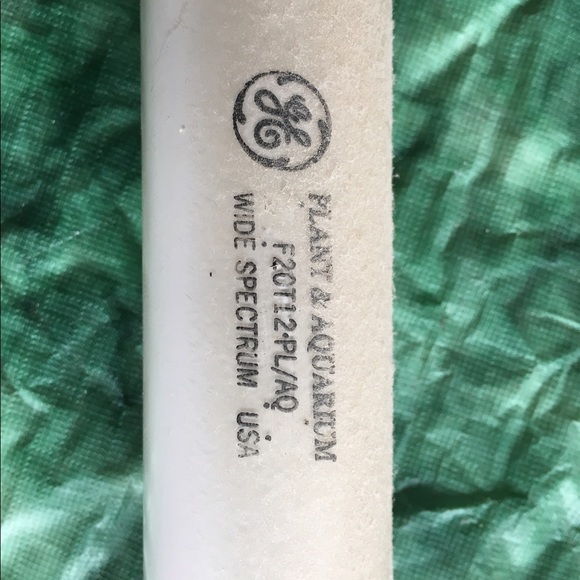 GE
PLANT & AQUARIUM
F20T12·PL/AQ
WIDE SPECTRUM USA